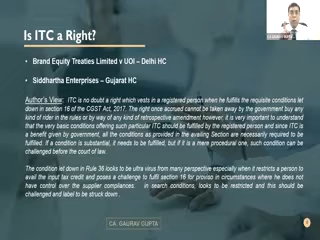 Is ITC a Right?
CA. GAURAV GUPTA
• Brand Equity Treaties Limited v UOI – Delhi HC
• Siddhartha Enterprises – Gujarat HC
Author's View: ITC is no doubt a right which vests in a registered person when he fulfils the requisite conditions let
down in section 16 of the CGST Act, 2017. The right once accrued cannot be taken away by the government buy any
kind of rider in the rules or by way of any kind of retrospective amendment however, it is very important to understand
that the very basic conditions offering such particular ITC should be fulfilled by the registered person and since ITC is
a benefit given by government, all the conditions as provided in the availing Section are necessarily required to be
fulfilled. If a condition is substantial, it needs to be fulfilled, but if it is a mere procedural one, such condition can be
challenged before the court of law.
The condition let down in Rule 36 looks to be ultra virus from many perspective especially when it restricts a person to
avail the input tax credit and poses a challenge to fulfil section 16 for proviso in circumstances where he does not
have control over the supplier compliances. in search conditions, looks to be restricted and this should be
challenged and label to be struck down .
CA. GAURAV GUPTA